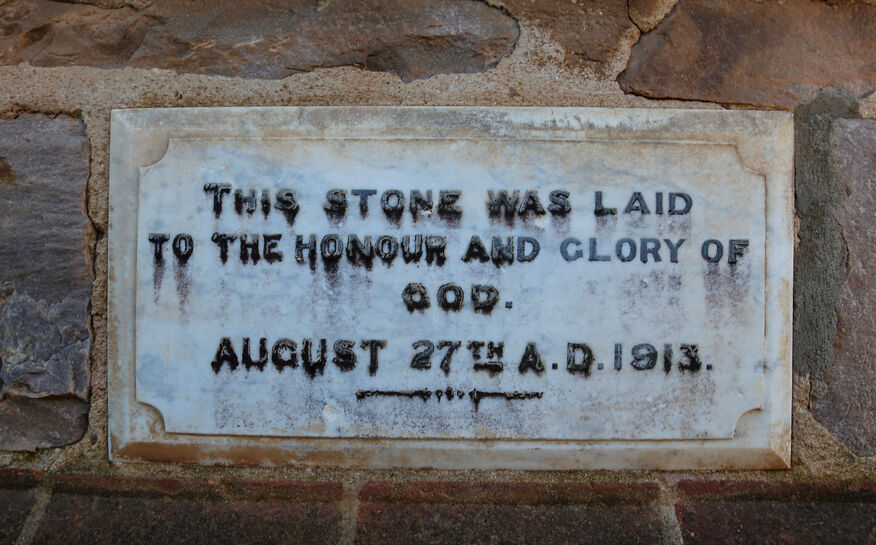 THIS STONE WAS LAID
TO THE HONOUR AND GLORY OF
GOD.
AUGUST 27TH A.D. 1913.